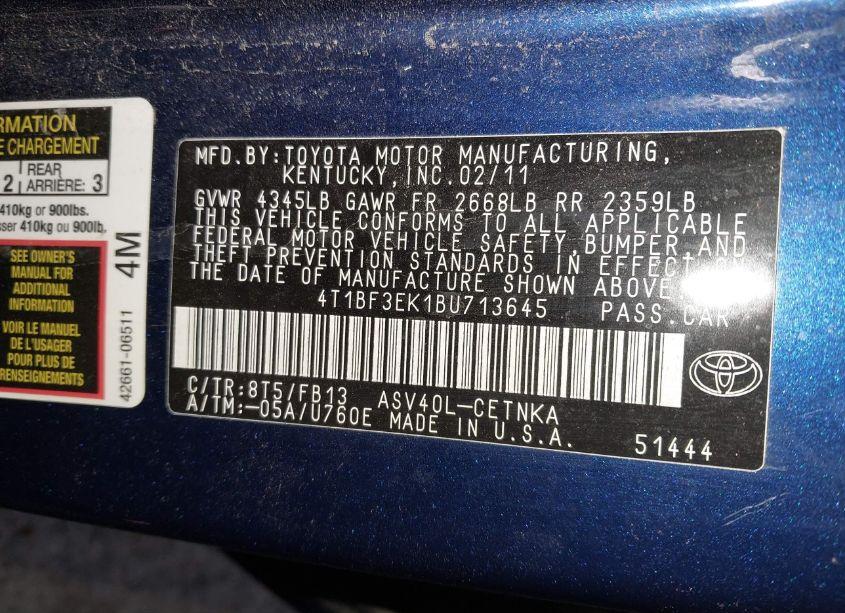 RMATION
E CHARGEMENT
2 REAR ARRIÈRE: 3
410kg or 900lbs.
sser 410kg ou 900lb.
SEE OWNER'S
MANUAL FOR
ADDITIONAL
INFORMATION
VOIR LE MANUEL
DE L'USAGER
POUR PLUS DE
RENSEIGNEMENTS
4M
42661-06511
MFD.BY:TOYOTA MOTOR MANUFACTURING,
KENTUCKY,INC.02/11
GVWR 4345LB GAWR FR 2668LB RR 2359LB
THIS VEHICLE CONFORMS TO ALL APPLICABLE
FEDERAL MOTOR VEHICLE SAFETY,BUMPER AND
THEFT PREVENTION STANDARDS IN EFFECT
THE DATE OF MANUFACTURE SHOWN ABOVE
4T1BF3EK1BU713645 PASS.CAR
C/TR:8T5/FB13 ASV40L-CETNKA
A/TM:-05A/U760E MADE IN U.S.A.
51444